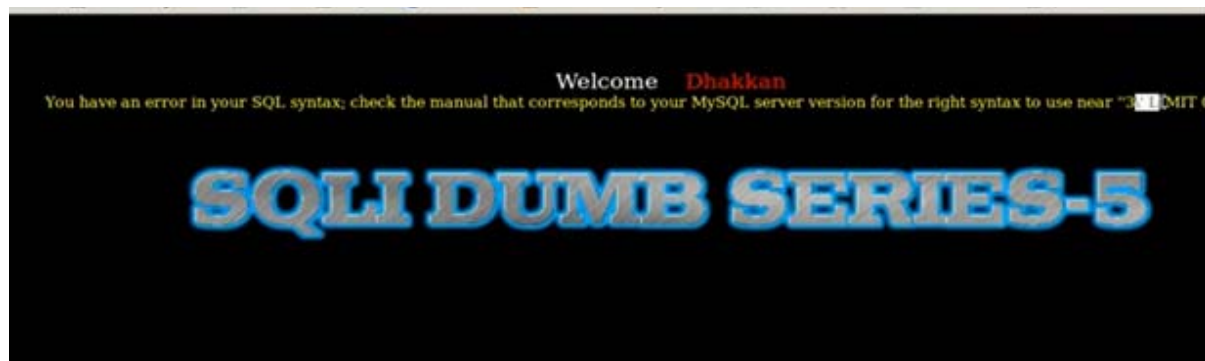 Welcome Dhakkan
You have an error in your SQL syntax; check the manual that corresponds to your MySQL server version for the right syntax to use near
SQLI DUMB SERIES-5